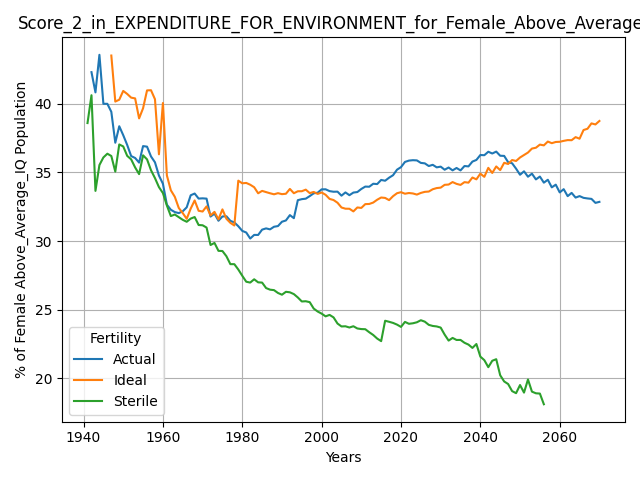 Score_2_in_EXPENDITURE_FOR_ENVIRONMENT_for_Female_Above_Average
% of Female Above_Average_IQ Population
40
35
30
25
20
Fertility
Actual
Ideal
Sterile
1940 1960 1980 2000 2020 2040 2060
Years